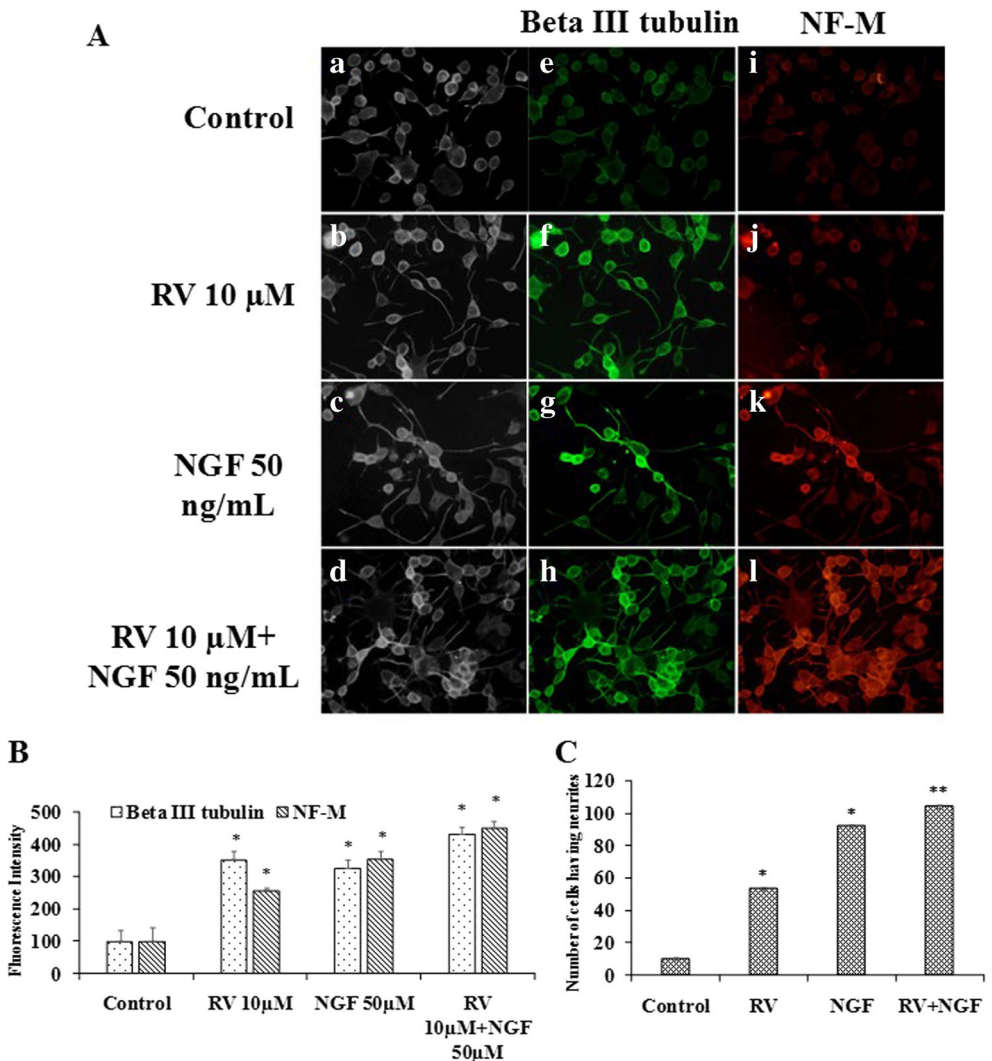 A
Beta III tubulin
NF-M
Control
a
e
i
RV 10 µM
b
f
j
NGF 50
ng/mL
c
g
k
RV 10 µM+
NGF 50 ng/mL
d
h
l
B
Fluorescence Intensity
500
400
300
200
100
0
Beta III tubulin
NF-M
*
*
*
*
*
*
Control
RV 10µM
NGF 50µM
RV
10µM+NGF
50µM
C
Number of cells having neurites
120
100
80
60
40
20
0
*
*
**
Control
RV
NGF
RV+NGF